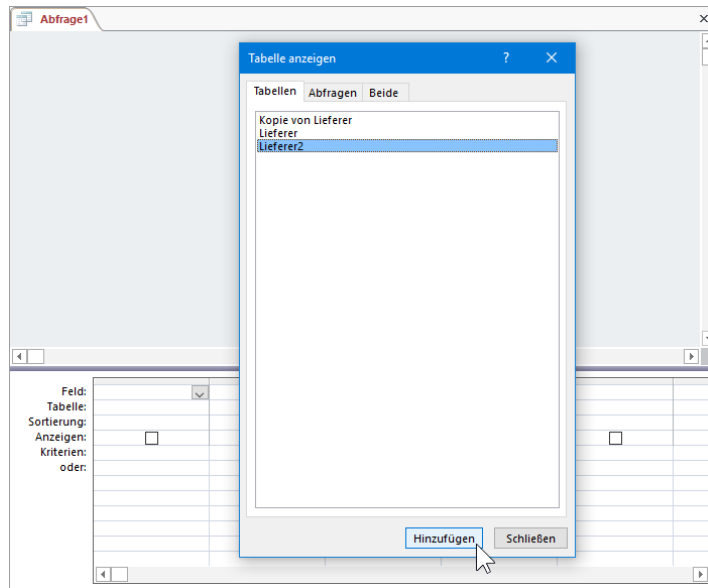 Abfrage1
Tabelle anzeigen
Tabellen Abfragen Beide
Kopie von Lieferer
Lieferer
Lieferer2
Feld:
Tabelle:
Sortierung:
Anzeigen:
Kriterien:
oder:
Hinzufügen Schließen